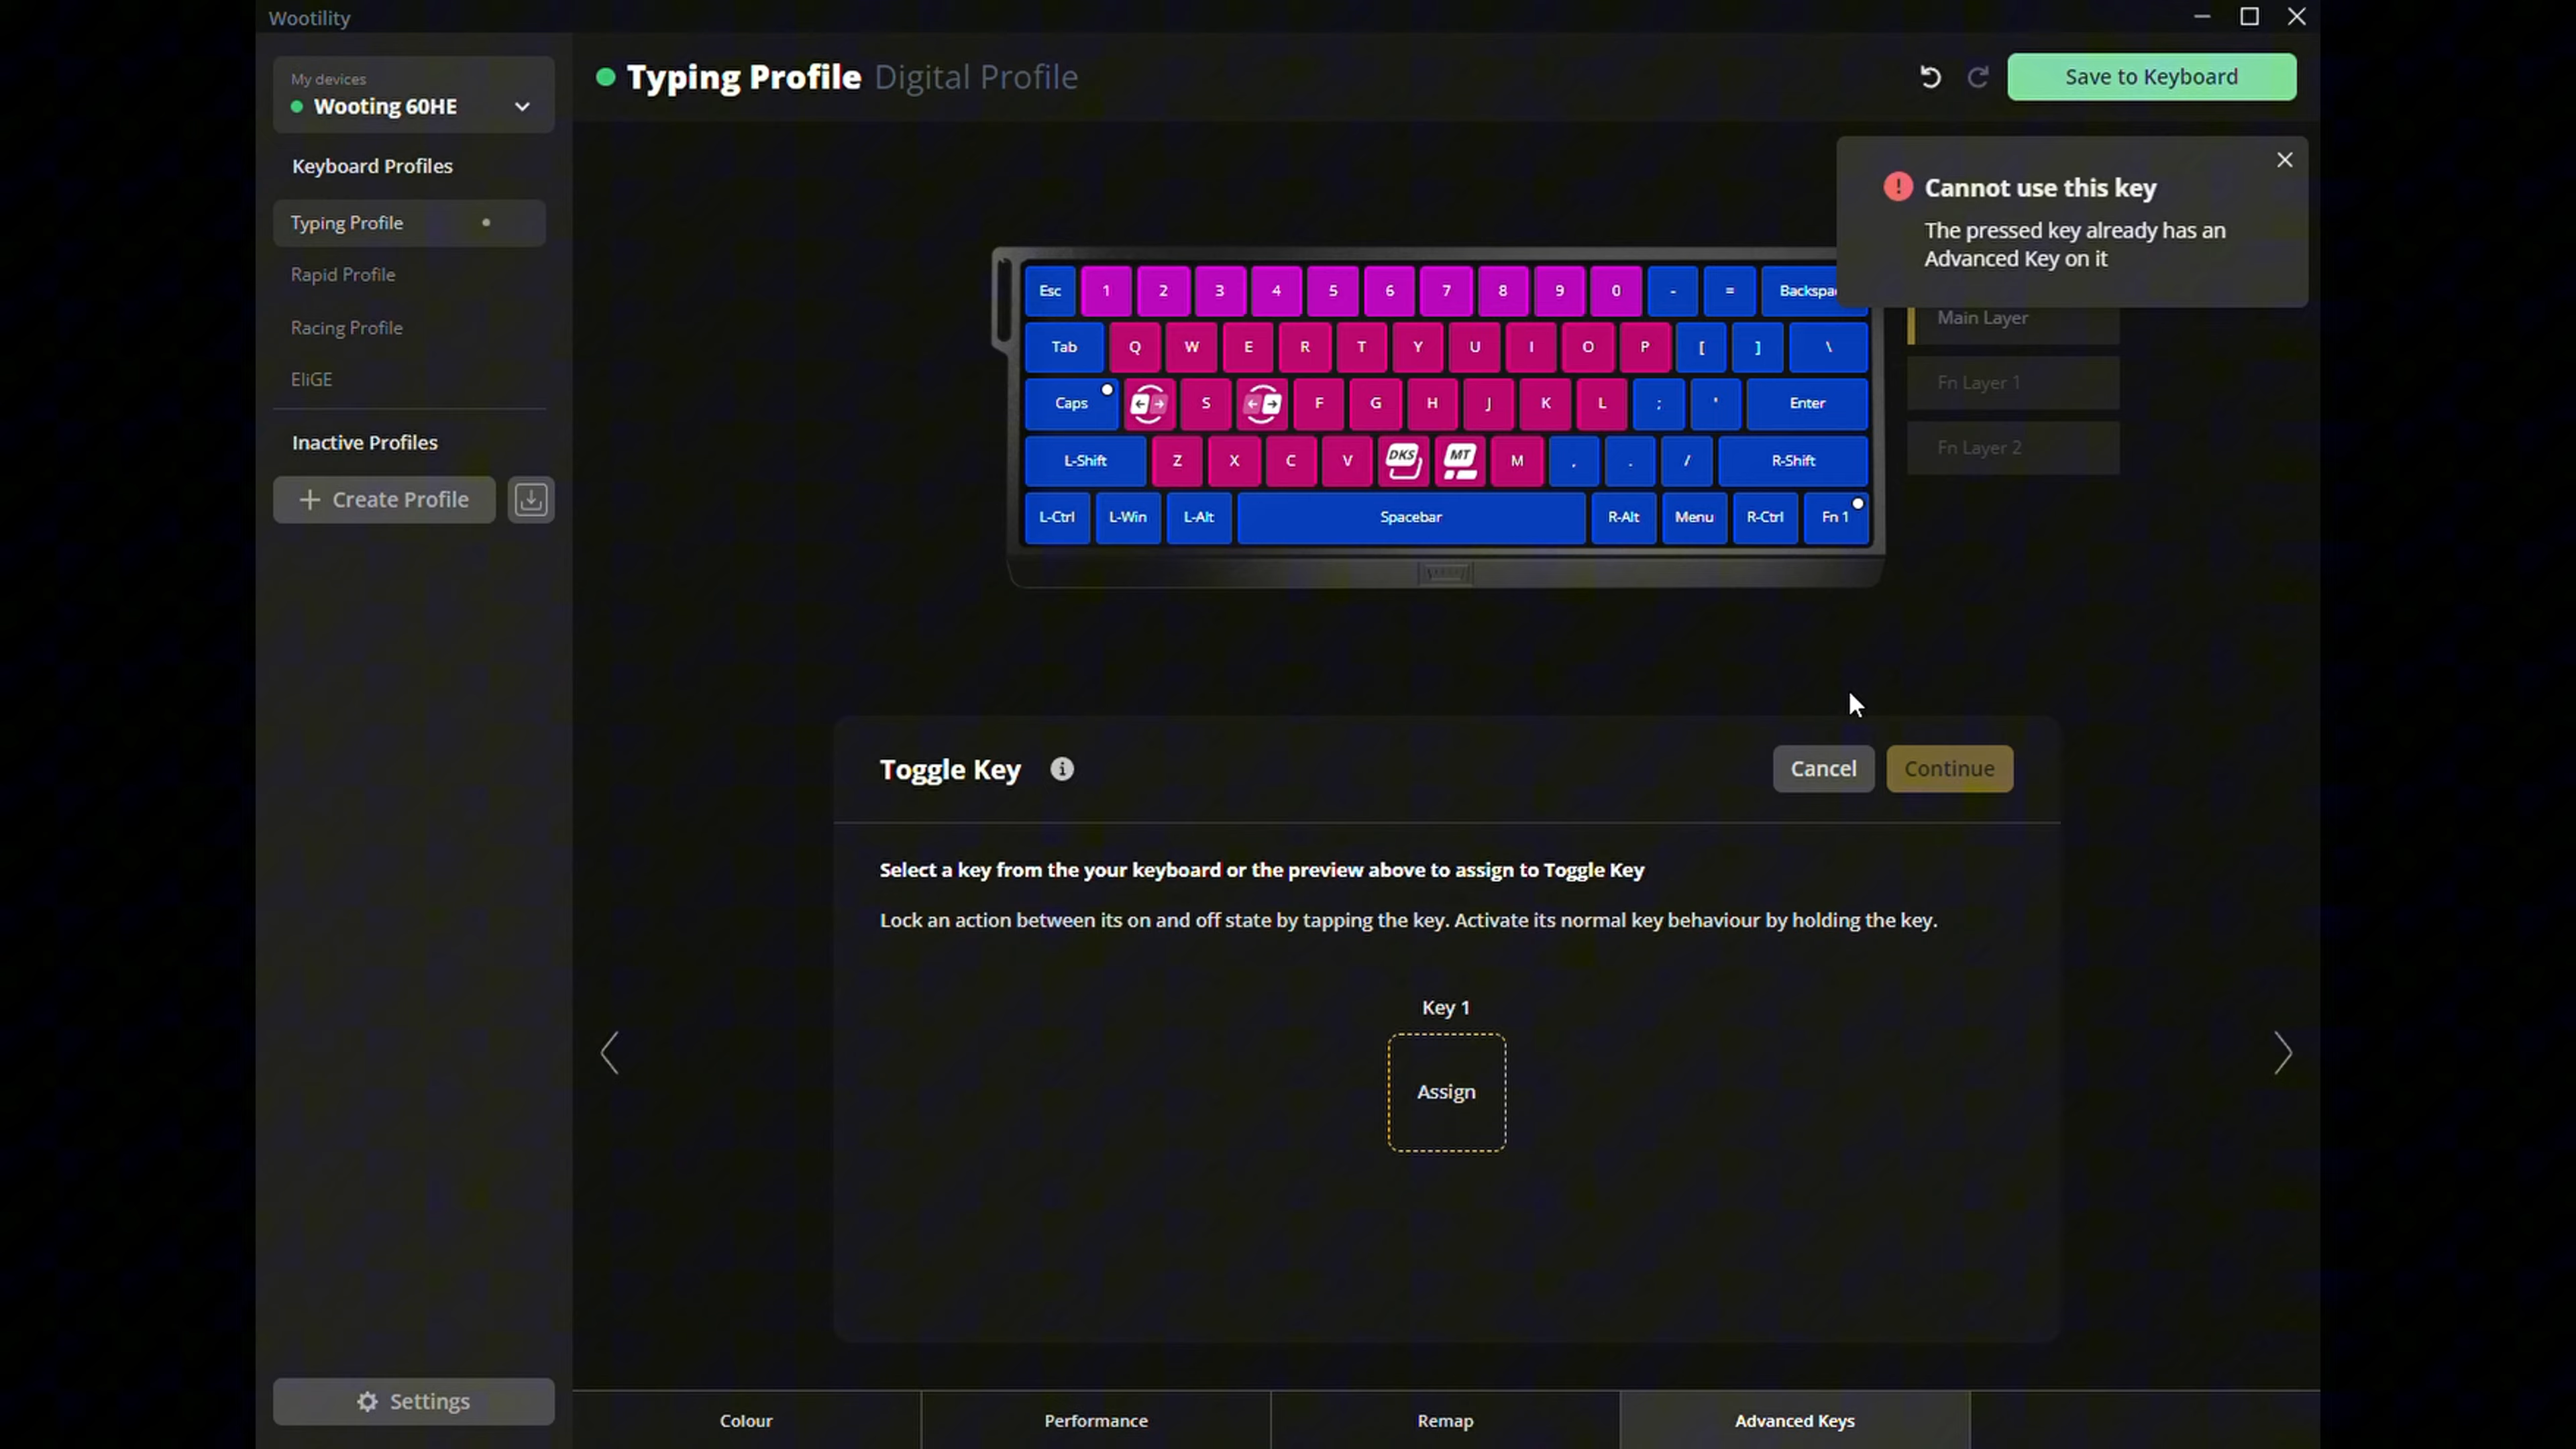 Wootility
My devices
Wooting 60HE
Keyboard Profiles
Typing Profile
Rapid Profile
Racing Profile
EliGE
Inactive Profiles
Create Profile
Settings
Typing Profile Digital Profile
Save to Keyboard
Cannot use this key
The pressed key already has an
Advanced Key on it
Esc 1 2 3 4 5 6 7 8 9 0 - = Backspa
Tab Q W E R T Y U I O P [ ] \
Caps S F G H J K L ; ' Enter
L-Shift Z X C V DKS MT M , . / R-Shift
L-Ctrl L-Win L-Alt Spacebar R-Alt Menu R-Ctrl Fn 1
Main Layer
Fn Layer 1
Fn Layer 2
Toggle Key
Cancel Continue
Select a key from the your keyboard or the preview above to assign to Toggle Key
Lock an action between its on and off state by tapping the key. Activate its normal key behaviour by holding the key.
Key 1
Assign
Colour Performance Remap Advanced Keys